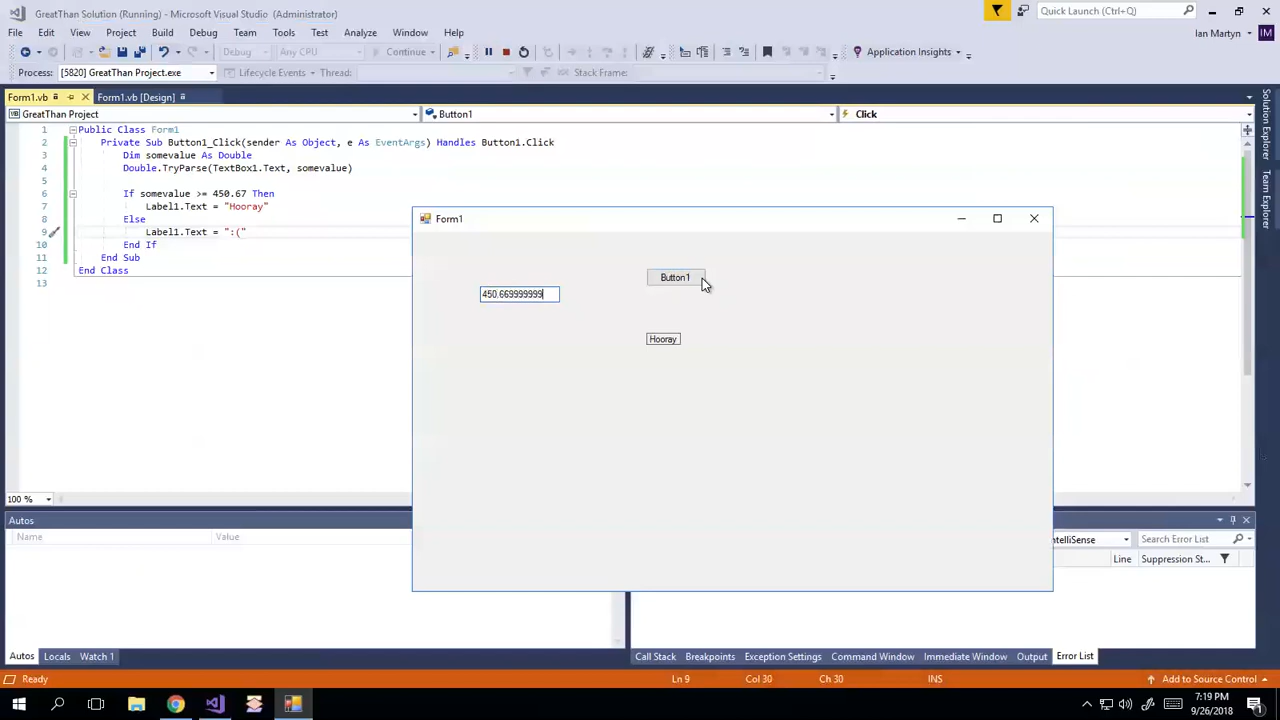 GreatThan Solution (Running) - Microsoft Visual Studio (Administrator)
Quick Launch (Ctrl+Q)
File Edit View Project Build Debug Team Tools Test Analyze Window Help
Ian Martyn IM
Debug Any CPU Continue Application Insights
Process: [5820] GreatThan Project.exe Lifecycle Events Thread: Stack Frame:
Form1.vb Form1.vb [Design]
GreatThan Project Button1 Click
1 Public Class Form1
2 Private Sub Button1_Click(sender As Object, e As EventArgs) Handles Button1.Click
3 Dim somevalue As Double
4 Double.TryParse(TextBox1.Text, somevalue)
5
6 If somevalue >= 450.67 Then
7 Label1.Text = "Hooray"
8 Else
9 Label1.Text = ":("
10 End If
11 End Sub
12 End Class
13
Form1
Button1
450.669999999
Hooray
Solution Explorer
Team Explorer
100 %
Autos
Name Value
ntelliSense Search Error List
Line Suppression St...
Autos Locals Watch 1
Call Stack Breakpoints Exception Settings Command Window Immediate Window Output Error List
Ready Ln 9 Col 30 Ch 30 INS Add to Source Control
7:19 PM
9/26/2018
1